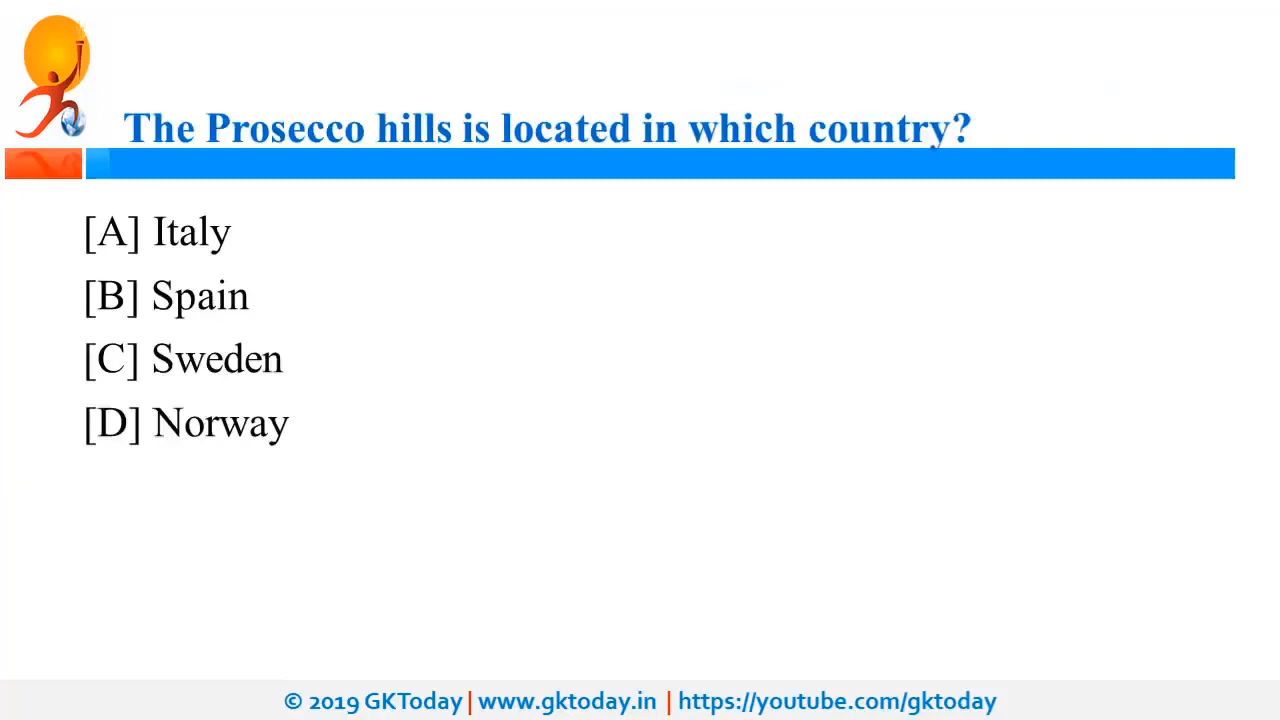 The Prosecco hills is located in which country?
[A] Italy
[B] Spain
[C] Sweden
[D] Norway
© 2019 GKToday | www.gktoday.in | https://youtube.com/gktoday